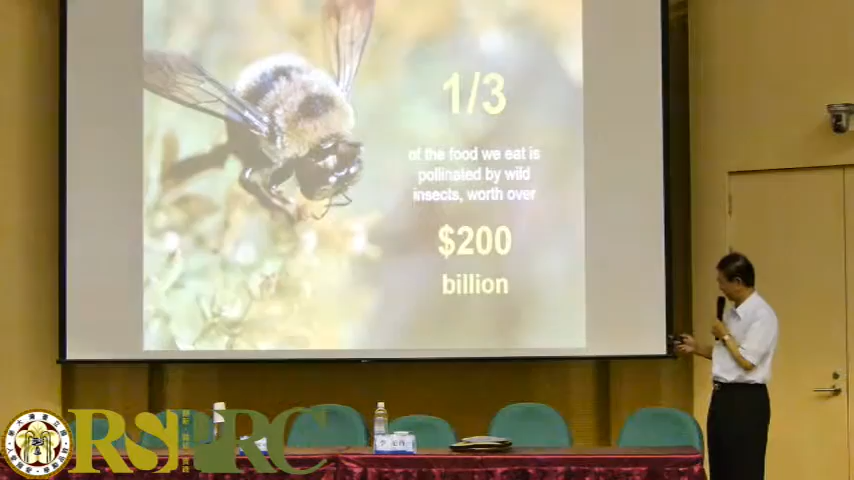 1/3
of the food we eat is
pollinated by wild
insects, worth over
$200
billion
RSPRC